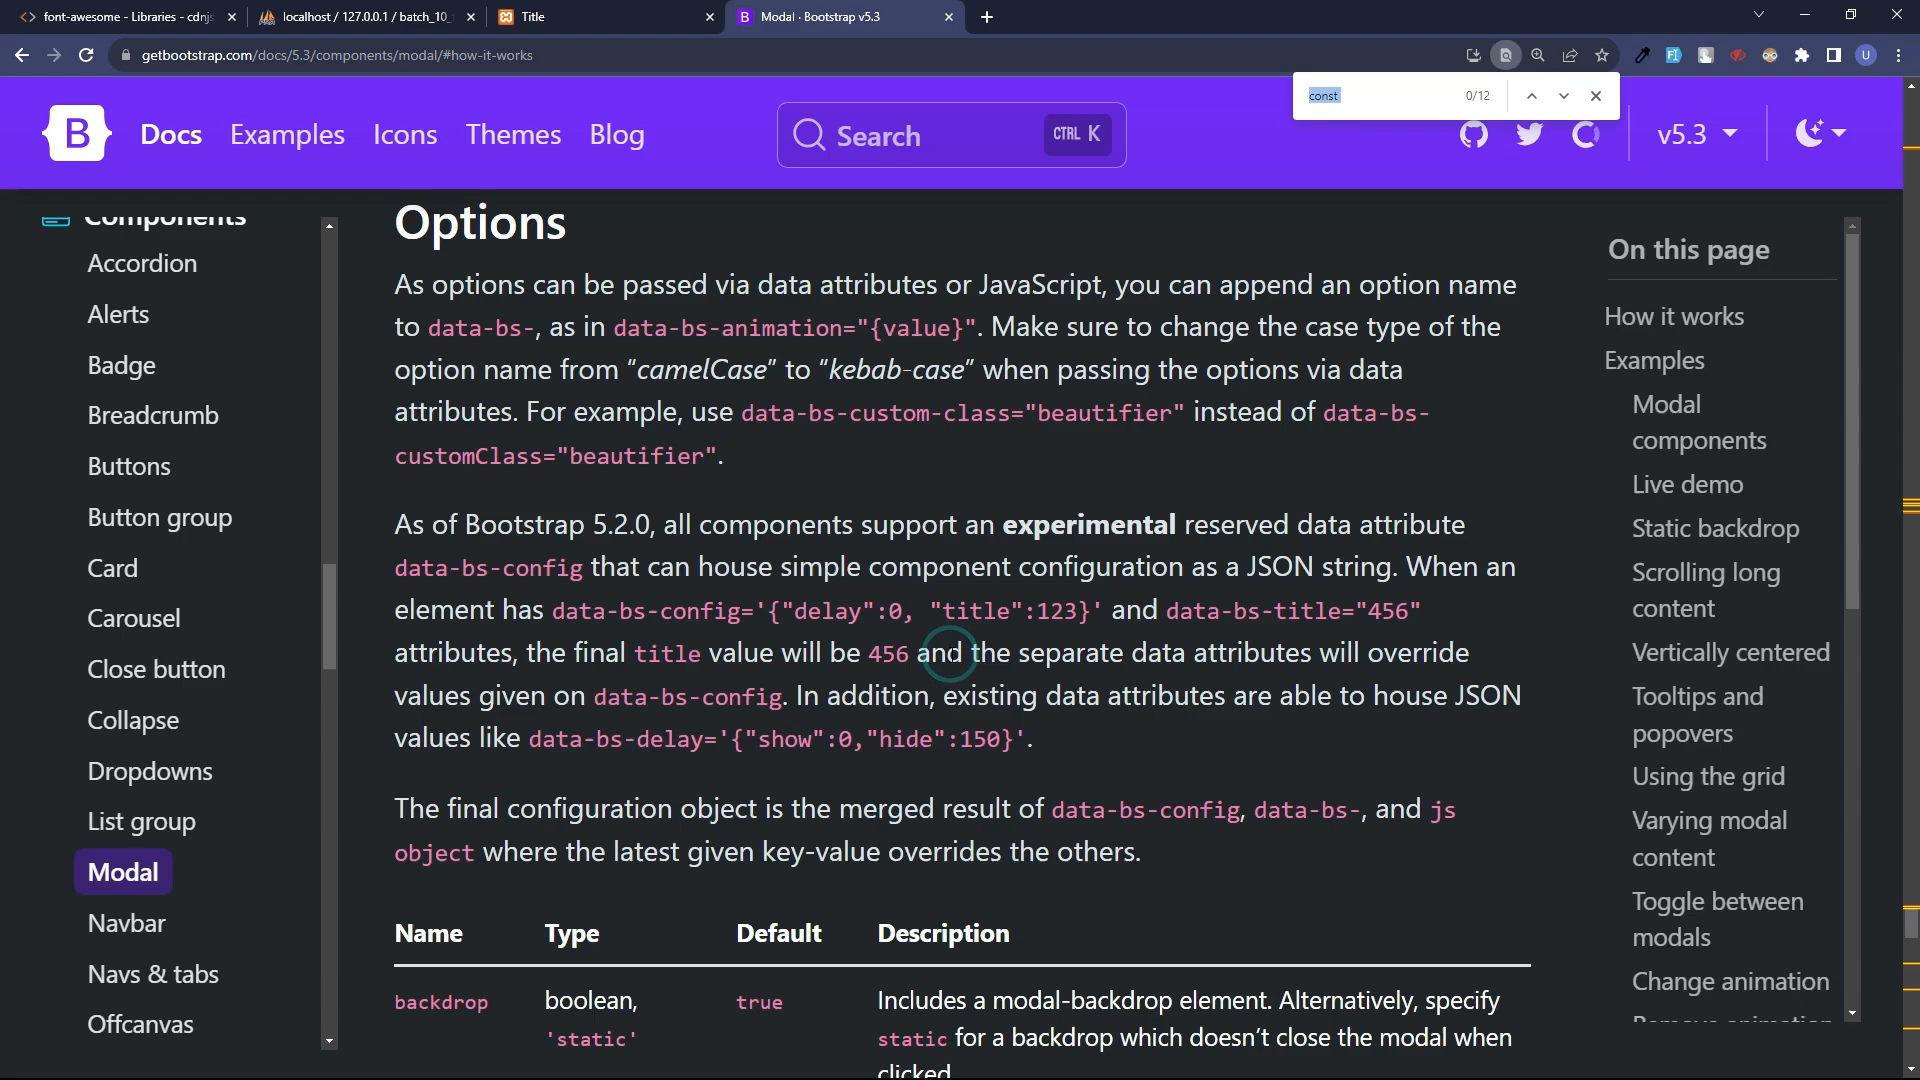 font-awesome - Libraries - cdnjs
localhost / 127.0.0.1 / batch_10_
Title
Modal · Bootstrap v5.3
getbootstrap.com/docs/5.3/components/modal/#how-it-works
const
0/12
B
Docs
Examples
Icons
Themes
Blog
Search
CTRL K
v5.3
Components
Accordion
Alerts
Badge
Breadcrumb
Buttons
Button group
Card
Carousel
Close button
Collapse
Dropdowns
List group
Modal
Navbar
Navs & tabs
Offcanvas
Options
As options can be passed via data attributes or JavaScript, you can append an option name
to data-bs-, as in data-bs-animation="{value}". Make sure to change the case type of the
option name from “camelCase” to “kebab-case” when passing the options via data
attributes. For example, use data-bs-custom-class="beautifier" instead of data-bs-
customClass="beautifier".
As of Bootstrap 5.2.0, all components support an experimental reserved data attribute
data-bs-config that can house simple component configuration as a JSON string. When an
element has data-bs-config='{"delay":0, "title":123}' and data-bs-title="456"
attributes, the final title value will be 456 and the separate data attributes will override
values given on data-bs-config. In addition, existing data attributes are able to house JSON
values like data-bs-delay='{"show":0,"hide":150}'.
The final configuration object is the merged result of data-bs-config, data-bs-, and js
object where the latest given key-value overrides the others.
Name Type Default Description
backdrop boolean, true Includes a modal-backdrop element. Alternatively, specify
'static' static for a backdrop which doesn’t close the modal when
clicked
On this page
How it works
Examples
Modal
components
Live demo
Static backdrop
Scrolling long
content
Vertically centered
Tooltips and
popovers
Using the grid
Varying modal
content
Toggle between
modals
Change animation
Remove animation